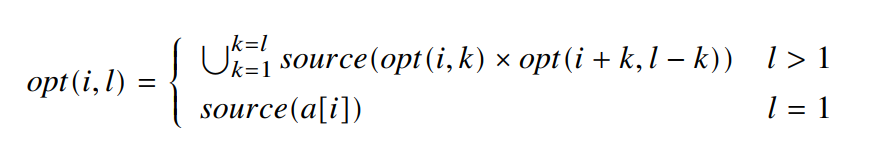 opt(i, l) = { ⋃_{k=1}^{k=l} source(opt(i, k) × opt(i + k, l − k)) l > 1
source(a[i]) l = 1